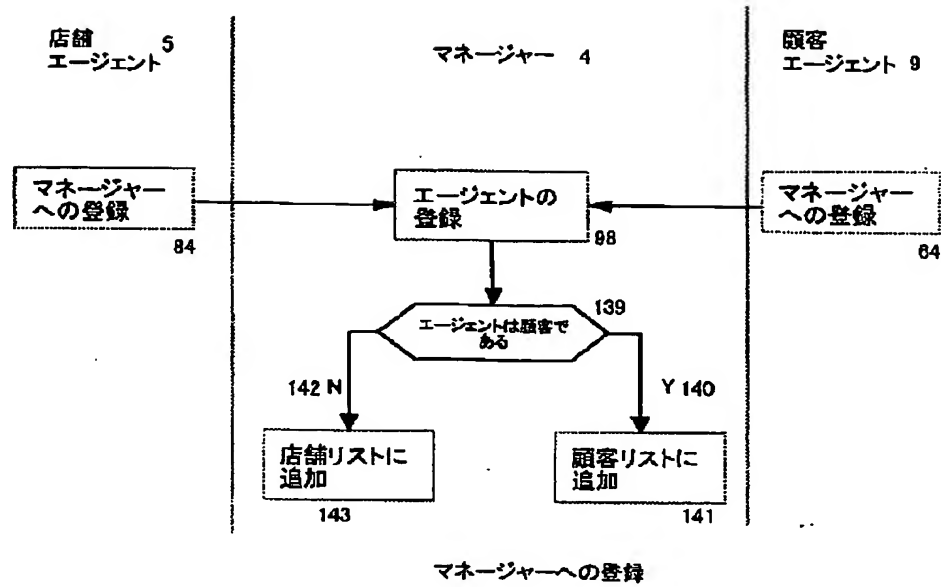 店舗
エージェント 5
マネージャー 4
顧客
エージェント 9
マネージャー
への登録
84
エージェントの
登録
98
マネージャー
への登録
64
139
エージェントは顧客で
ある
142 N
Y 140
店舗リストに
追加
143
顧客リストに
追加
141
マネージャーへの登録